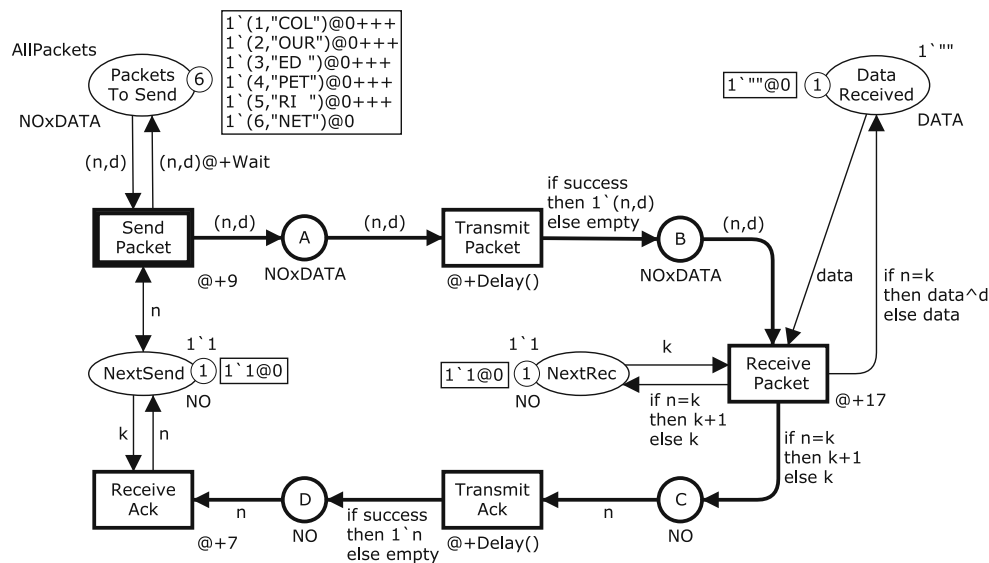 AllPackets
Packets
To Send
6
NOxDATA
1`(1,"COL")@0+++
1`(2,"OUR")@0+++
1`(3,"ED ")@0+++
1`(4,"PET")@0+++
1`(5,"RI  ")@0+++
1`(6,"NET")@0
1`""
1`""@0
1
Data
Received
DATA
(n,d)
(n,d)@+Wait
Send
Packet
@+9
(n,d)
A
NOxDATA
(n,d)
Transmit
Packet
@+Delay()
if success
then 1`(n,d)
else empty
B
NOxDATA
(n,d)
data
if n=k
then data^d
else data
n
1`1
NextSend
1
1`1@0
NO
1`1
1`1@0
1
NextRec
NO
k
if n=k
then k+1
else k
Receive
Packet
@+17
if n=k
then k+1
else k
k
n
Receive
Ack
@+7
n
D
NO
if success
then 1`n
else empty
Transmit
Ack
@+Delay()
n
C
NO